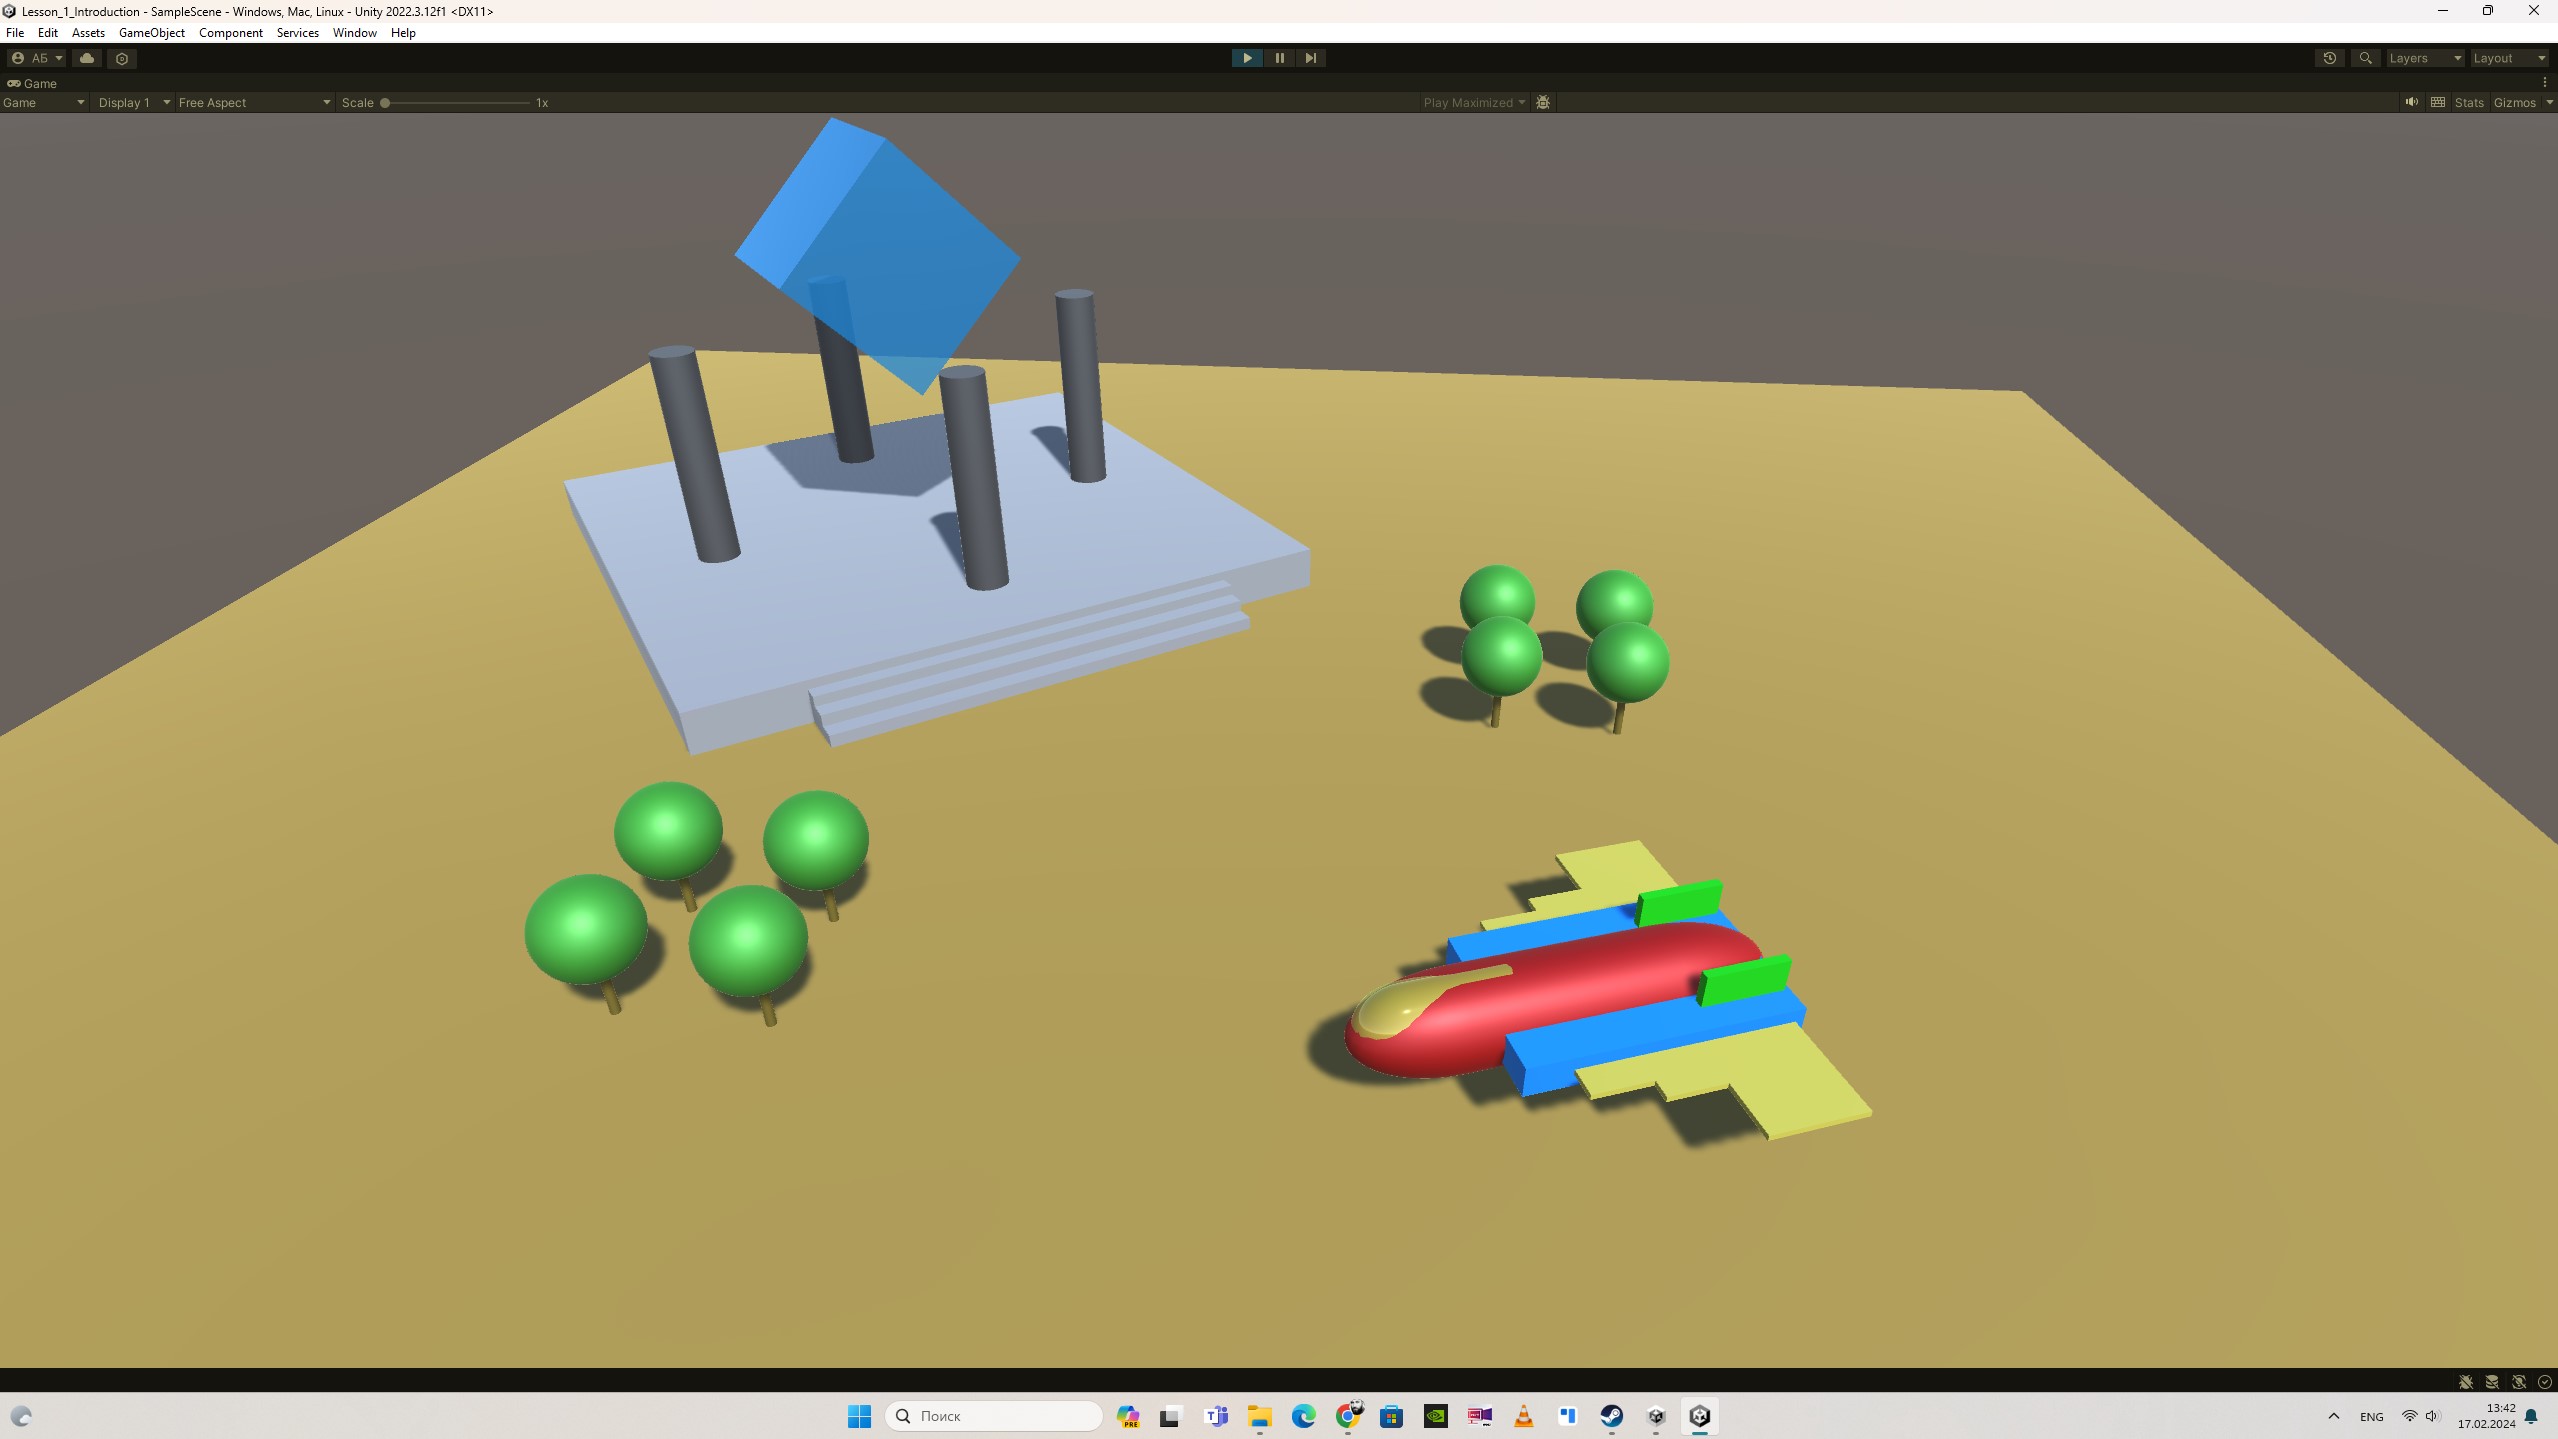 Lesson_1_Introduction - SampleScene - Windows, Mac, Linux - Unity 2022.3.12f1 <DX11>
File Edit Assets GameObject Component Services Window Help
АБ Layers Layout
Game
Game Display 1 Free Aspect Scale 1x Play Maximized Stats Gizmos
Поиск PRE ENG 13:42
17.02.2024